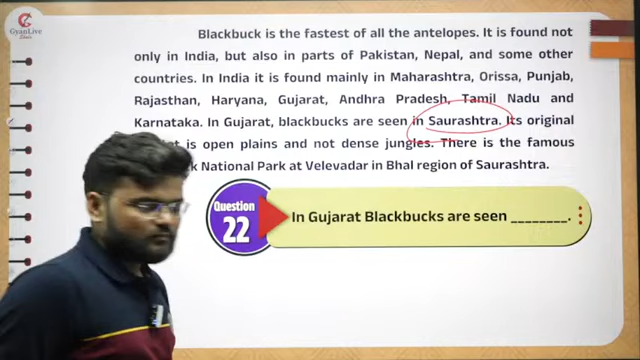 GyanLive
Blackbuck is the fastest of all the antelopes. It is found not
only in India, but also in parts of Pakistan, Nepal, and some other
countries. In India it is found mainly in Maharashtra, Orissa, Punjab,
Rajasthan, Haryana, Gujarat, Andhra Pradesh, Tamil Nadu and
Karnataka. In Gujarat, blackbucks are seen in Saurashtra. Its original
is open plains and not dense jungles. There is the famous
National Park at Velevadar in Bhal region of Saurashtra.
Question
22
In Gujarat Blackbucks are seen ________.